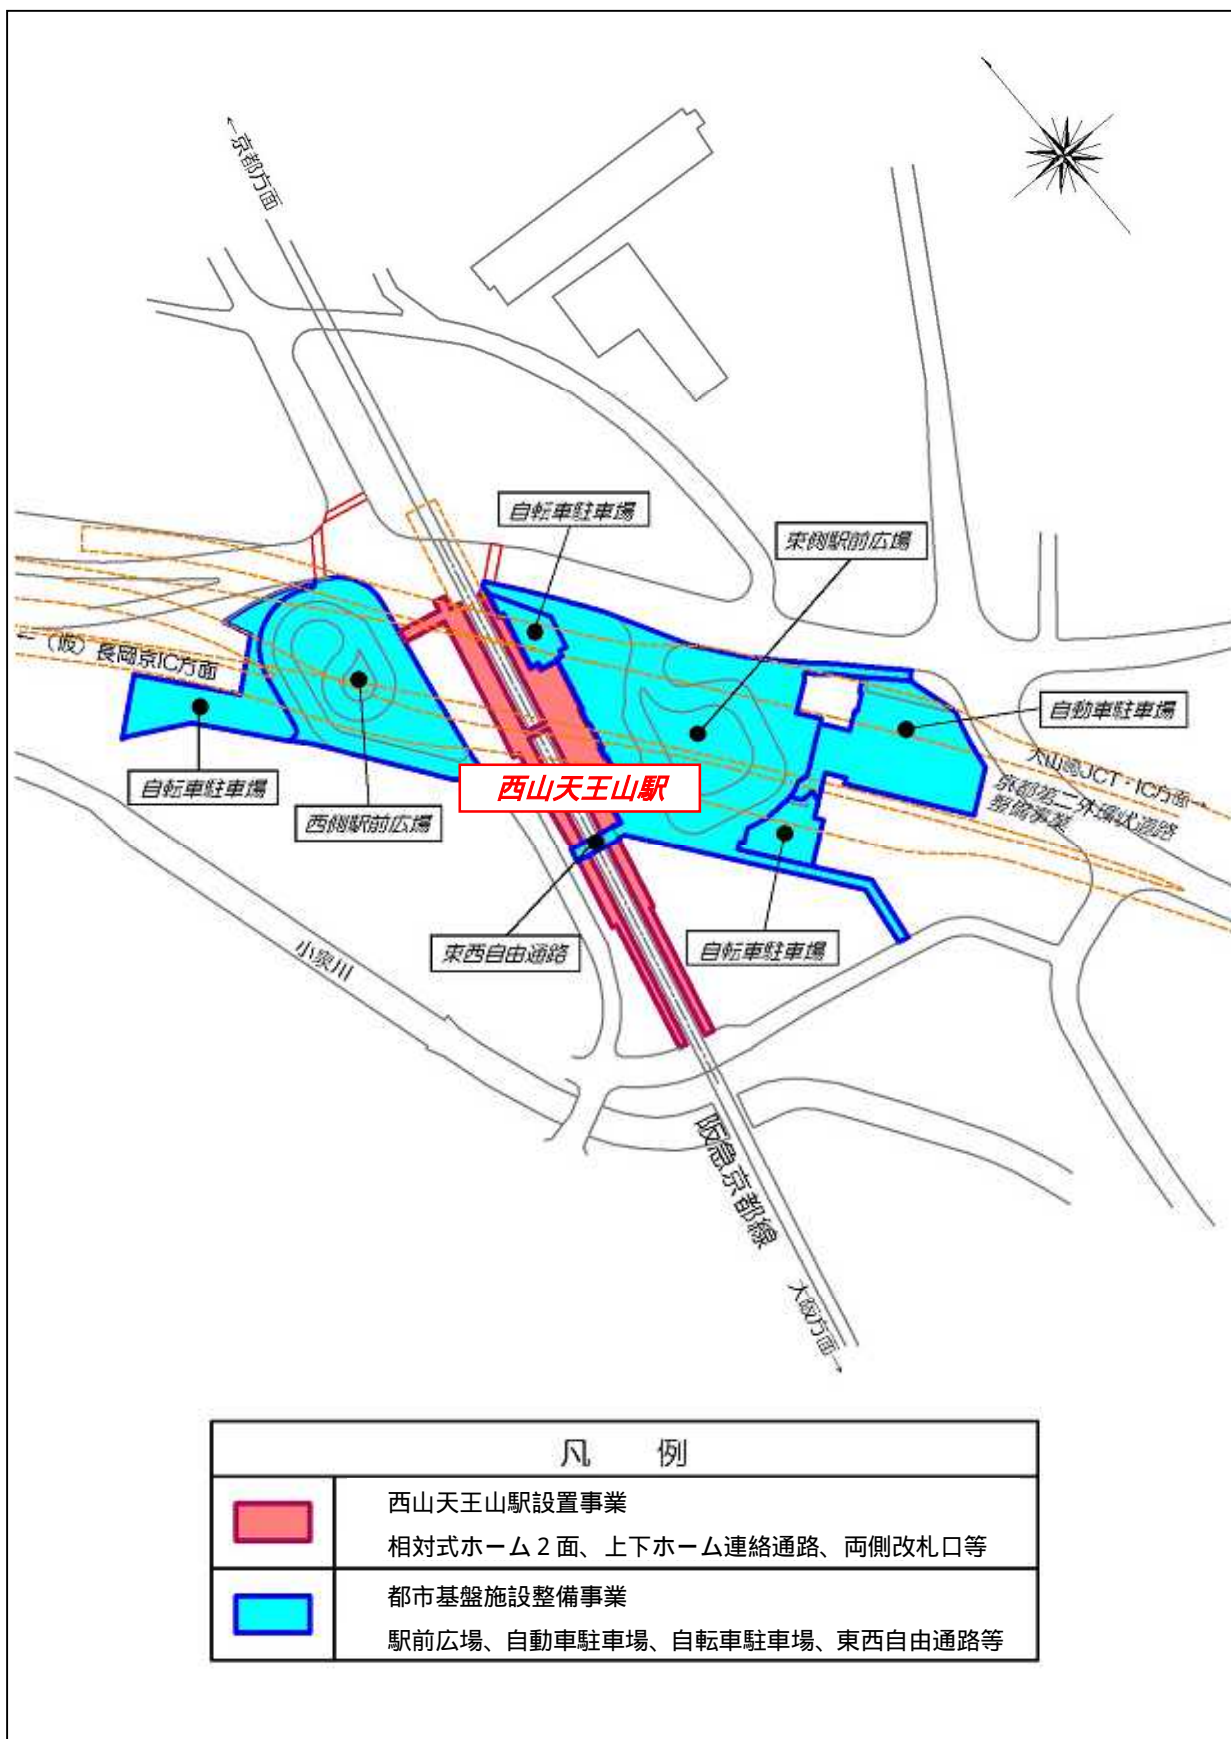 ←京都方面
自転車駐車場
東側駅前広場
←（仮）長岡京IC方面
自動車駐車場
大山崎JCT・IC方面→
京都第二外環状道路
整備事業
自転車駐車場
西側駅前広場
西山天王山駅
東西自由通路
自転車駐車場
小泉川
阪急京都線
大阪方面→
凡 例
西山天王山駅設置事業
相対式ホーム２面、上下ホーム連絡通路、両側改札口等
都市基盤施設整備事業
駅前広場、自動車駐車場、自転車駐車場、東西自由通路等